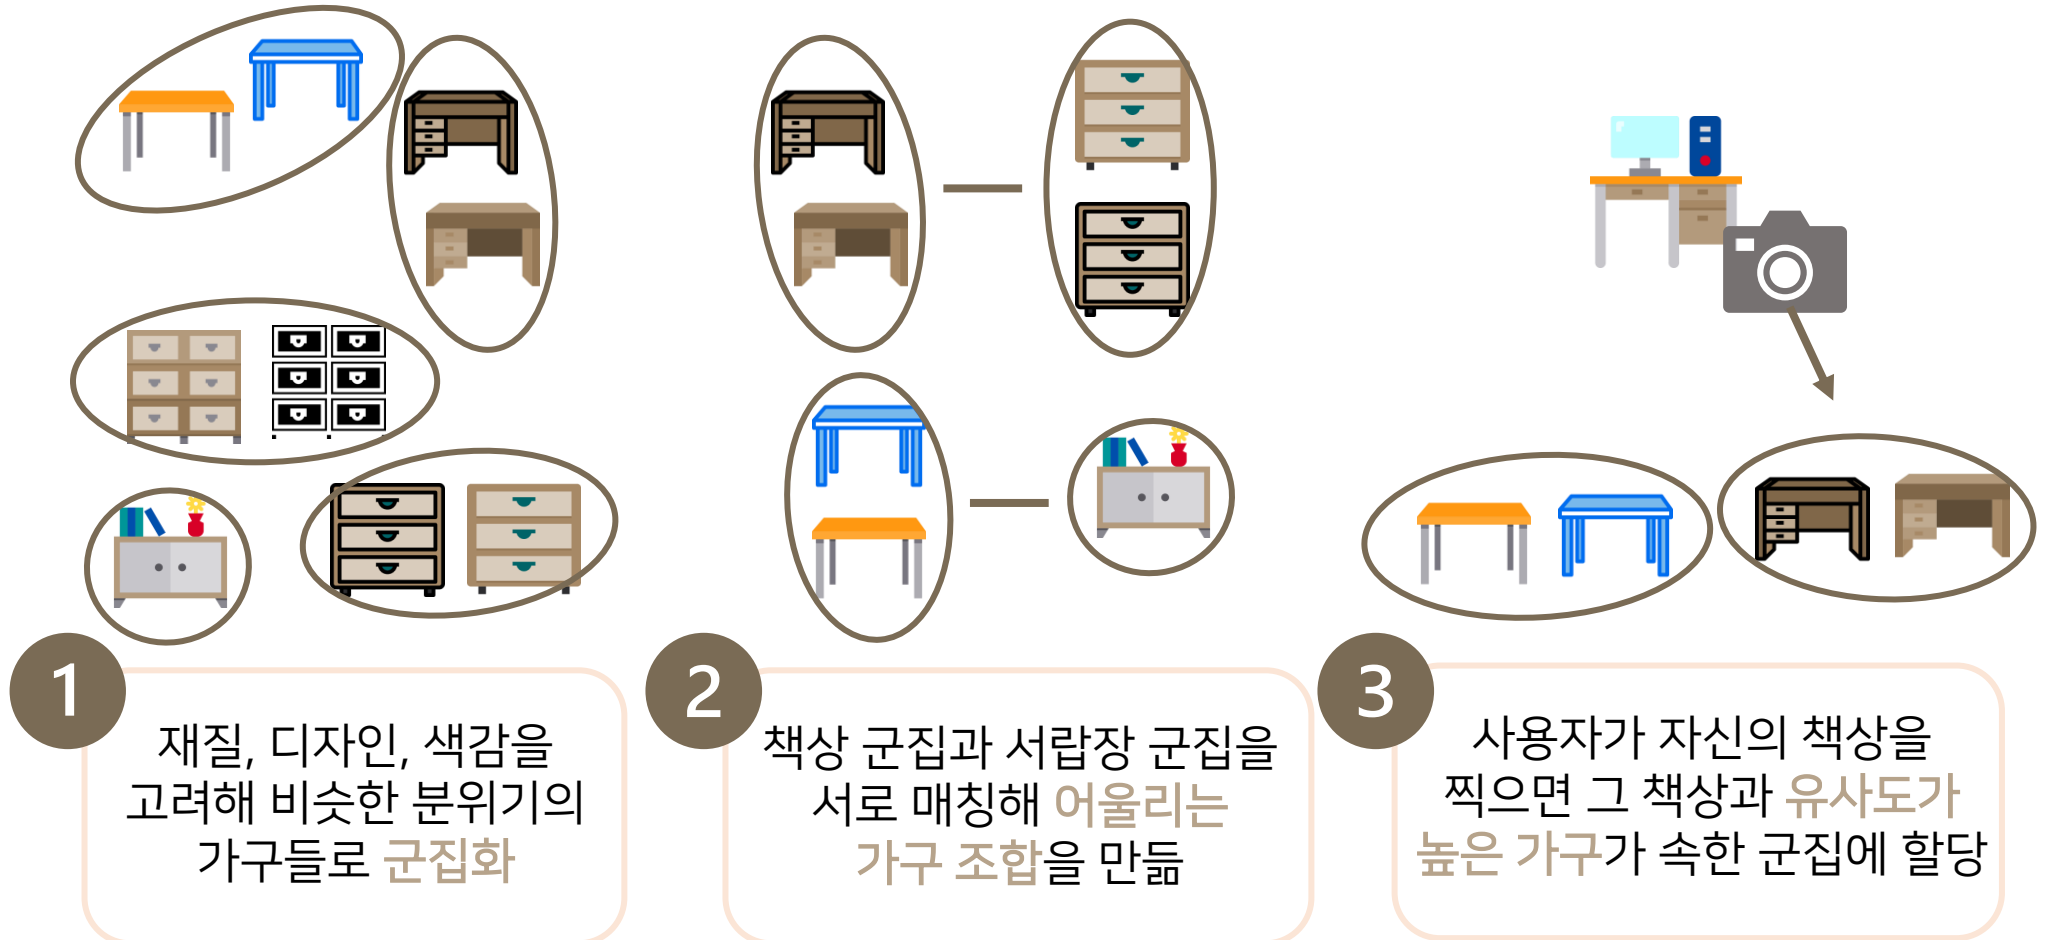 1
재질, 디자인, 색감을
고려해 비슷한 분위기의
가구들로 군집화
2
책상 군집과 서랍장 군집을
서로 매칭해 어울리는
가구 조합을 만듦
3
사용자가 자신의 책상을
찍으면 그 책상과 유사도가
높은 가구가 속한 군집에 할당